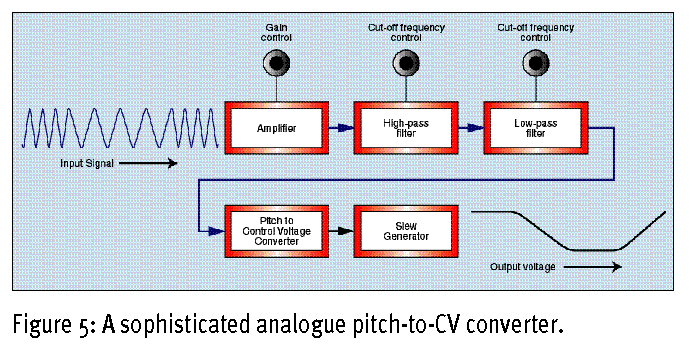 Gain
control
Cut-off frequency
control
Cut-off frequency
control
Amplifier
High-pass
filter
Low-pass
filter
Input Signal
Pitch to
Control Voltage
Converter
Slew
Generator
Output voltage
Figure 5: A sophisticated analogue pitch-to-CV converter.